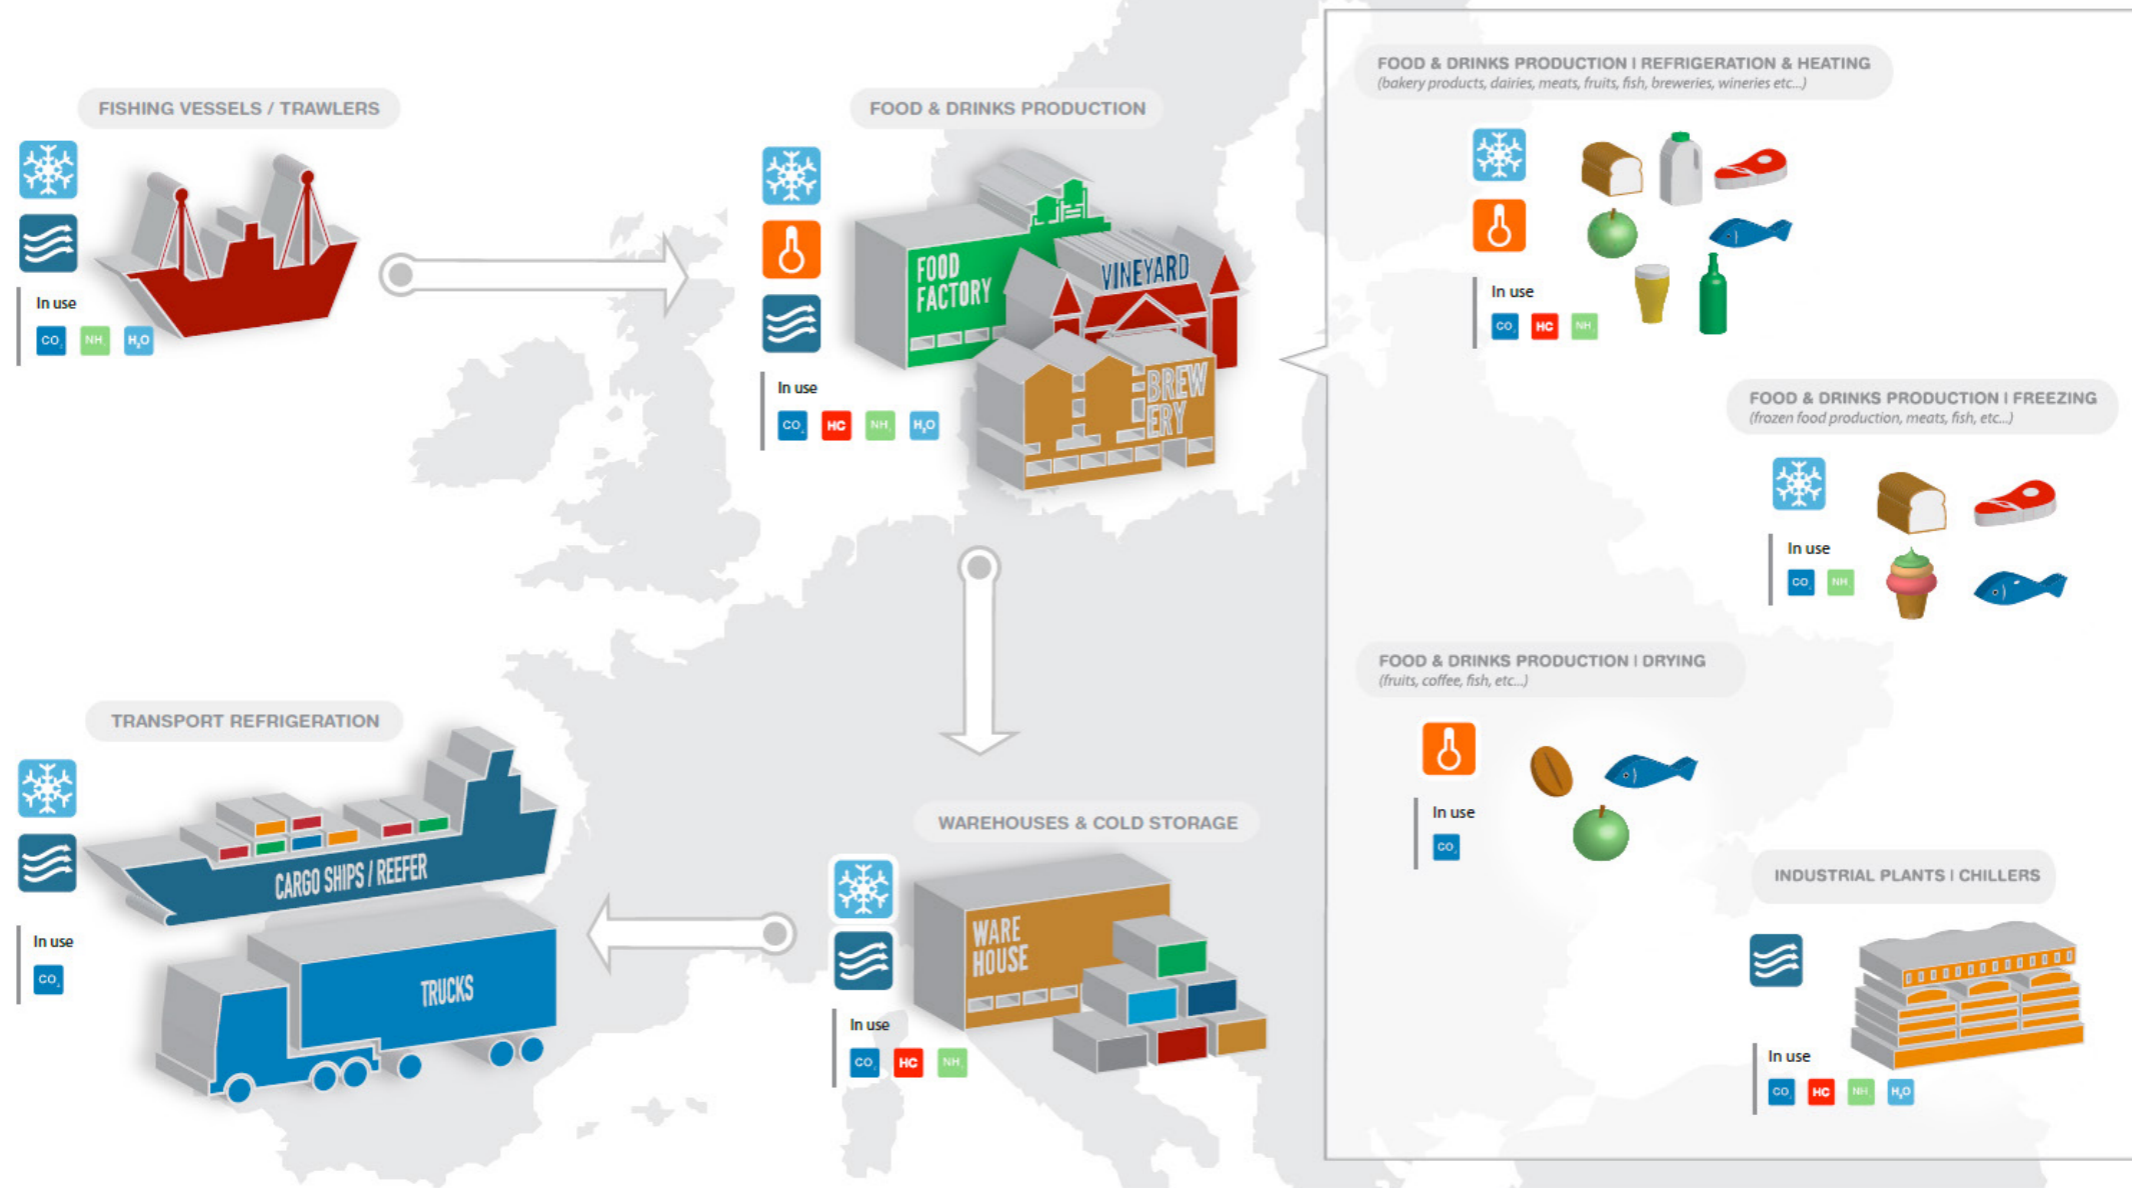 FISHING VESSELS / TRAWLERS
In use
CO₂ NH₃ H₂O
FOOD & DRINKS PRODUCTION
FOOD
FACTORY
VINEYARD
BREW
ERY
In use
CO₂ HC NH₃ H₂O
FOOD & DRINKS PRODUCTION | REFRIGERATION & HEATING
(bakery products, dairies, meats, fruits, fish, breweries, wineries etc...)
In use
CO₂ HC NH₃
FOOD & DRINKS PRODUCTION | FREEZING
(frozen food production, meats, fish, etc...)
In use
CO₂ NH
FOOD & DRINKS PRODUCTION | DRYING
(fruits, coffee, fish, etc...)
In use
CO₂
INDUSTRIAL PLANTS | CHILLERS
In use
CO₂ HC NH H₂O
WAREHOUSES & COLD STORAGE
WARE
HOUSE
In use
CO₂ HC NH
TRANSPORT REFRIGERATION
CARGO SHIPS / REEFER
TRUCKS
In use
CO₂